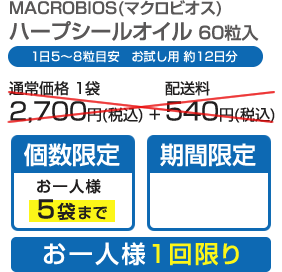 MACROBIOS(マクロビオス)
ハープシールオイル 60粒入
1日5～8粒目安　お試し用 約12日分
通常価格 1袋　配送料
2,700円(税込) + 540円(税込)
個数限定　期間限定
お一人様
5袋まで
お一人様1回限り